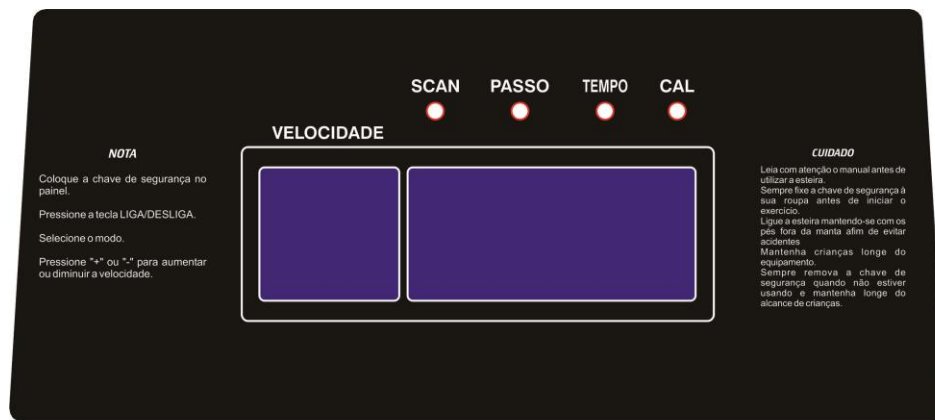 SCAN PASSO TEMPO CAL
VELOCIDADE
NOTA
Coloque a chave de segurança no
painel.
Pressione a tecla LIGA/DESLIGA.
Selecione o modo.
Pressione "+" ou "-" para aumentar
ou diminuir a velocidade.
CUIDADO
Leia com atenção o manual antes de
utilizar a esteira.
Sempre fixe a chave de segurança à
sua roupa antes de iniciar o
exercício.
Ligue a esteira mantendo-se com os
pés fora da manta afim de evitar
acidentes
Mantenha crianças longe do
equipamento.
Sempre remova a chave de
segurança quando não estiver
usando e mantenha longe do
alcance de crianças.